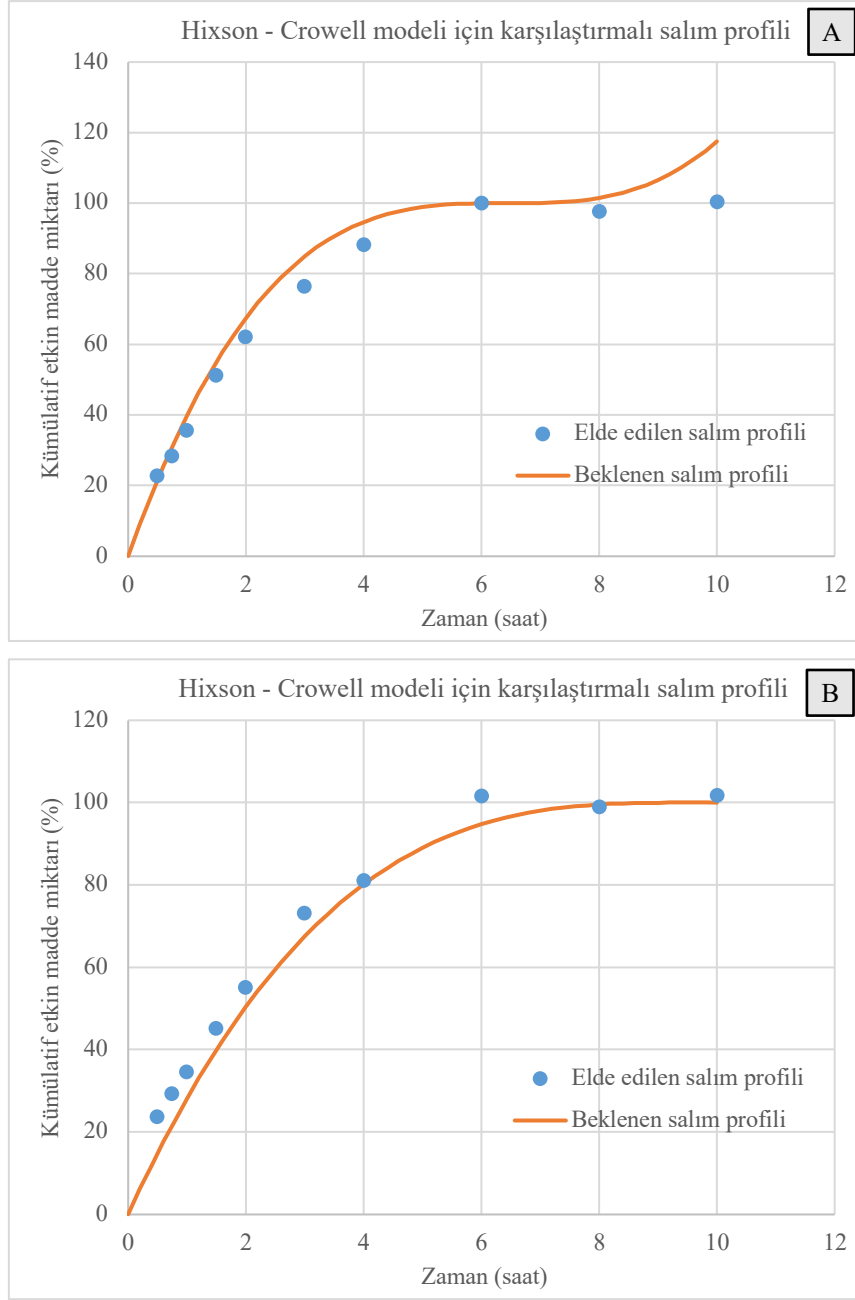 Hixson - Crowell modeli için karşılaştırmalı salım profili
A
Kümülatif etkin madde miktarı (%)
140
120
100
80
60
40
20
0
Elde edilen salım profili
Beklenen salım profili
0 2 4 6 8 10 12
Zaman (saat)
Hixson - Crowell modeli için karşılaştırmalı salım profili
B
Kümülatif etkin madde miktarı (%)
120
100
80
60
40
20
0
Elde edilen salım profili
Beklenen salım profili
0 2 4 6 8 10 12
Zaman (saat)